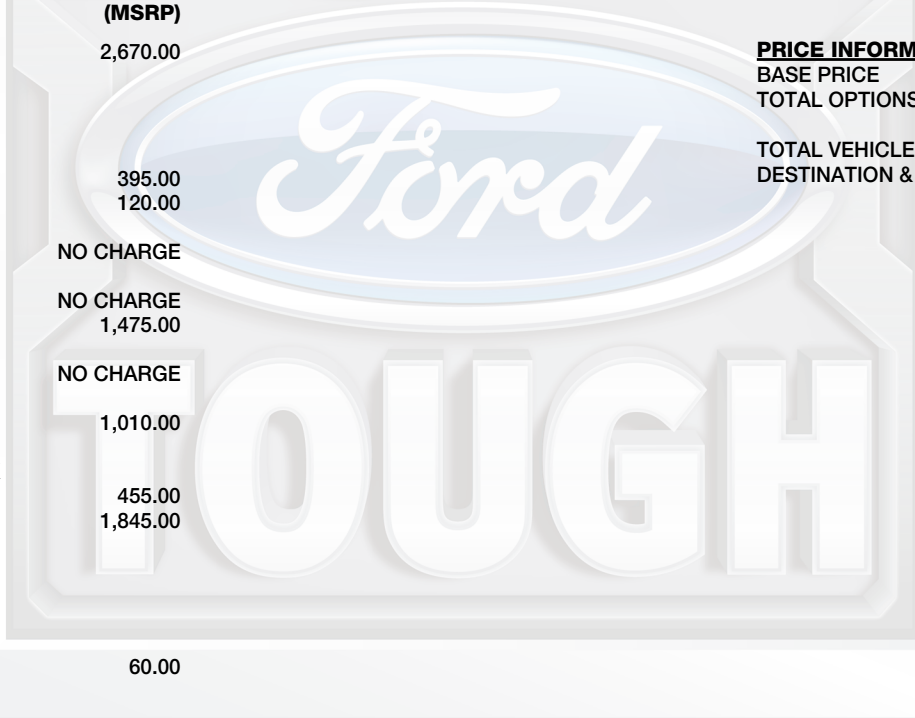 (MSRP)
2,670.00
395.00
120.00
NO CHARGE
NO CHARGE
1,475.00
NO CHARGE
1,010.00
455.00
1,845.00
60.00
PRICE INFORM
BASE PRICE
TOTAL OPTIONS
TOTAL VEHICLE
DESTINATION &
Ford
TOUGH